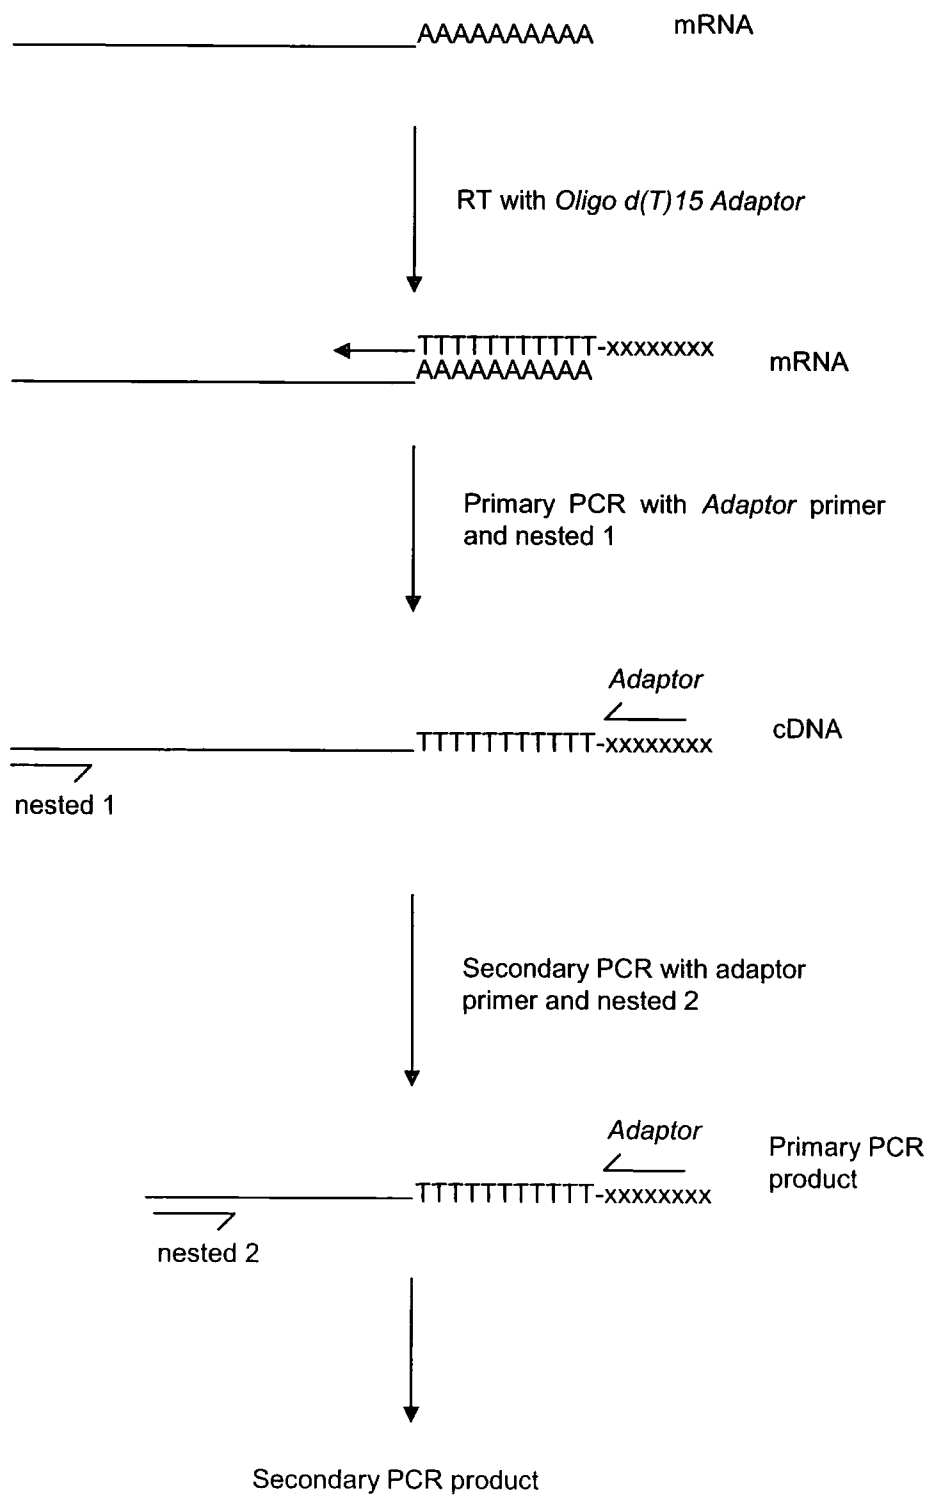 AAAAAAAAAA mRNA
RT with Oligo d(T)15 Adaptor
TTTTTTTTTTT-xxxxxxxx
AAAAAAAAAA mRNA
Primary PCR with Adaptor primer
and nested 1
Adaptor
TTTTTTTTTTT-xxxxxxxx cDNA
nested 1
Secondary PCR with adaptor
primer and nested 2
Adaptor
Primary PCR
product
TTTTTTTTTTT-xxxxxxxx
nested 2
Secondary PCR product